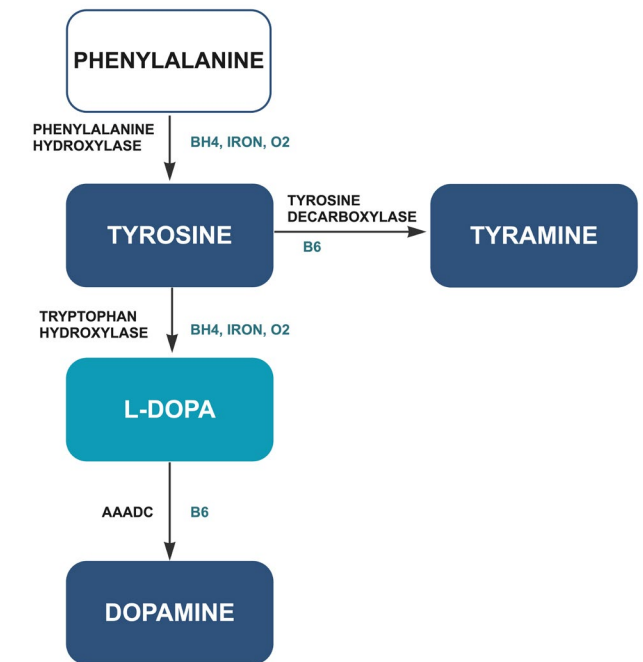 PHENYLALANINE
PHENYLALANINE
HYDROXYLASE
BH4, IRON, O2
TYROSINE
TYROSINE
DECARBOXYLASE
B6
TYRAMINE
TRYPTOPHAN
HYDROXYLASE
BH4, IRON, O2
L-DOPA
AAADC
B6
DOPAMINE